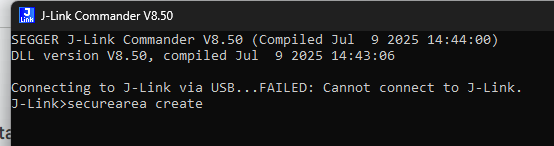 J-Link Commander V8.50
SEGGER J-Link Commander V8.50 (Compiled Jul  9 2025 14:44:00)
DLL version V8.50, compiled Jul  9 2025 14:43:06
Connecting to J-Link via USB...FAILED: Cannot connect to J-Link.
J-Link>securearea create